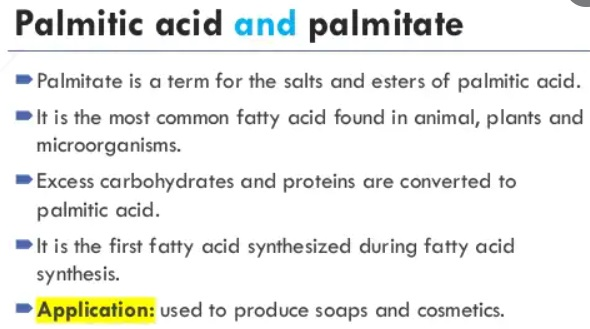 Palmitic acid and palmitate
Palmitate is a term for the salts and esters of palmitic acid.
It is the most common fatty acid found in animal, plants and
microorganisms.
Excess carbohydrates and proteins are converted to
palmitic acid.
It is the first fatty acid synthesized during fatty acid
synthesis.
Application: used to produce soaps and cosmetics.